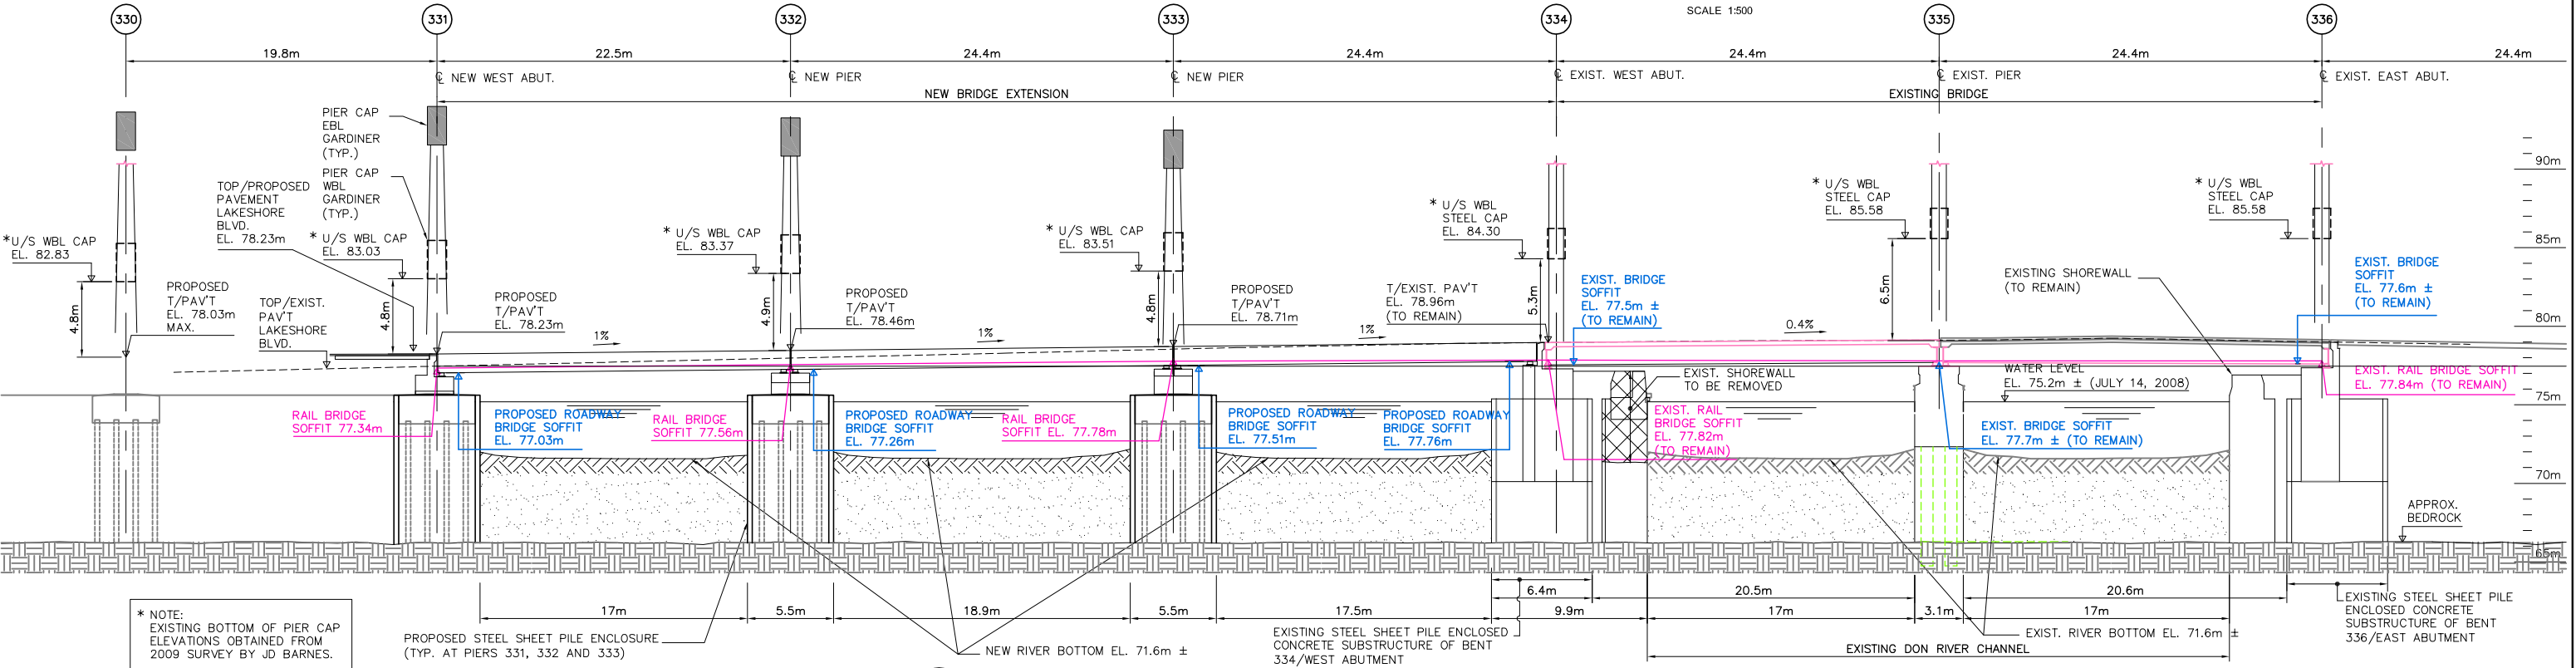 SCALE 1:500
330
331
332
333
334
335
336
19.8m
22.5m
24.4m
24.4m
24.4m
24.4m
24.4m
℄ NEW WEST ABUT.
℄ NEW PIER
℄ NEW PIER
℄ EXIST. WEST ABUT.
℄ EXIST. PIER
℄ EXIST. EAST ABUT.
NEW BRIDGE EXTENSION
EXISTING BRIDGE
PIER CAP
EBL
GARDINER
(TYP.)
PIER CAP
WBL
GARDINER
(TYP.)
TOP/PROPOSED
PAVEMENT
LAKESHORE
BLVD.
EL. 78.23m
* U/S WBL CAP
EL. 82.83
* U/S WBL CAP
EL. 83.03
* U/S WBL CAP
EL. 83.37
* U/S WBL CAP
EL. 83.51
* U/S WBL
STEEL CAP
EL. 84.30
* U/S WBL
STEEL CAP
EL. 85.58
* U/S WBL
STEEL CAP
EL. 85.58
90m
85m
80m
75m
70m
65m
4.8m
4.8m
4.9m
4.8m
5.3m
6.5m
PROPOSED
T/PAV'T
EL. 78.03m
MAX.
TOP/EXIST.
PAV'T
LAKESHORE
BLVD.
PROPOSED
T/PAV'T
EL. 78.23m
PROPOSED
T/PAV'T
EL. 78.46m
PROPOSED
T/PAV'T
EL. 78.71m
T/EXIST. PAV'T
EL. 78.96m
(TO REMAIN)
1%
1%
1%
0.4%
EXIST. BRIDGE
SOFFIT
EL. 77.5m ±
(TO REMAIN)
EXISTING SHOREWALL
(TO REMAIN)
EXIST. BRIDGE
SOFFIT
EL. 77.6m ±
(TO REMAIN)
EXIST. SHOREWALL
TO BE REMOVED
WATER LEVEL
EL. 75.2m ± (JULY 14, 2008)
EXIST. RAIL BRIDGE SOFFIT
EL. 77.84m (TO REMAIN)
RAIL BRIDGE
SOFFIT 77.34m
PROPOSED ROADWAY
BRIDGE SOFFIT
EL. 77.03m
RAIL BRIDGE
SOFFIT 77.56m
PROPOSED ROADWAY
BRIDGE SOFFIT
EL. 77.26m
RAIL BRIDGE
SOFFIT EL. 77.78m
PROPOSED ROADWAY
BRIDGE SOFFIT
EL. 77.51m
PROPOSED ROADWAY
BRIDGE SOFFIT
EL. 77.76m
EXIST. RAIL
BRIDGE SOFFIT
EL. 77.82m
(TO REMAIN)
EXIST. BRIDGE SOFFIT
EL. 77.7m ± (TO REMAIN)
APPROX.
BEDROCK
6.4m
20.5m
20.6m
17m
5.5m
18.9m
5.5m
17.5m
9.9m
17m
3.1m
17m
* NOTE:
EXISTING BOTTOM OF PIER CAP
ELEVATIONS OBTAINED FROM
2009 SURVEY BY JD BARNES.
PROPOSED STEEL SHEET PILE ENCLOSURE
(TYP. AT PIERS 331, 332 AND 333)
NEW RIVER BOTTOM EL. 71.6m ±
EXISTING STEEL SHEET PILE ENCLOSED
CONCRETE SUBSTRUCTURE OF BENT
334/WEST ABUTMENT
EXIST. RIVER BOTTOM EL. 71.6m ±
EXISTING DON RIVER CHANNEL
EXISTING STEEL SHEET PILE
ENCLOSED CONCRETE
SUBSTRUCTURE OF BENT
336/EAST ABUTMENT